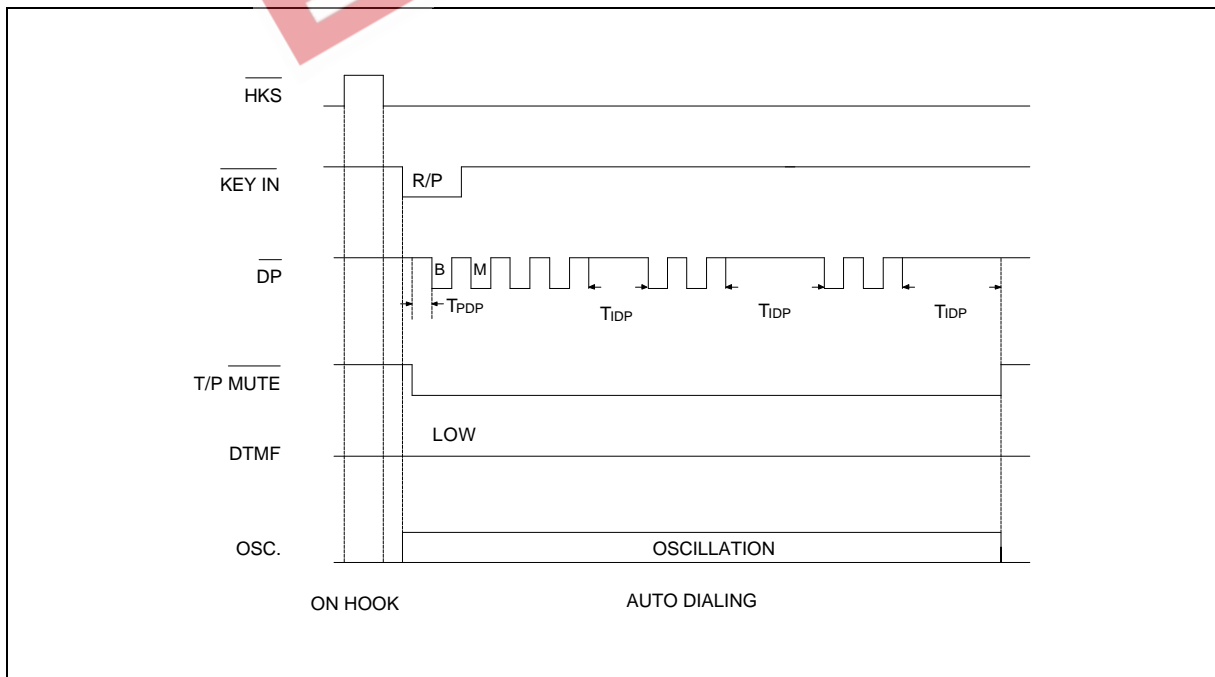 HKS
KEY IN
R/P
DP
B
M
TPDP
TIDP
TIDP
TIDP
T/P MUTE
LOW
DTMF
OSC.
OSCILLATION
ON HOOK
AUTO DIALING